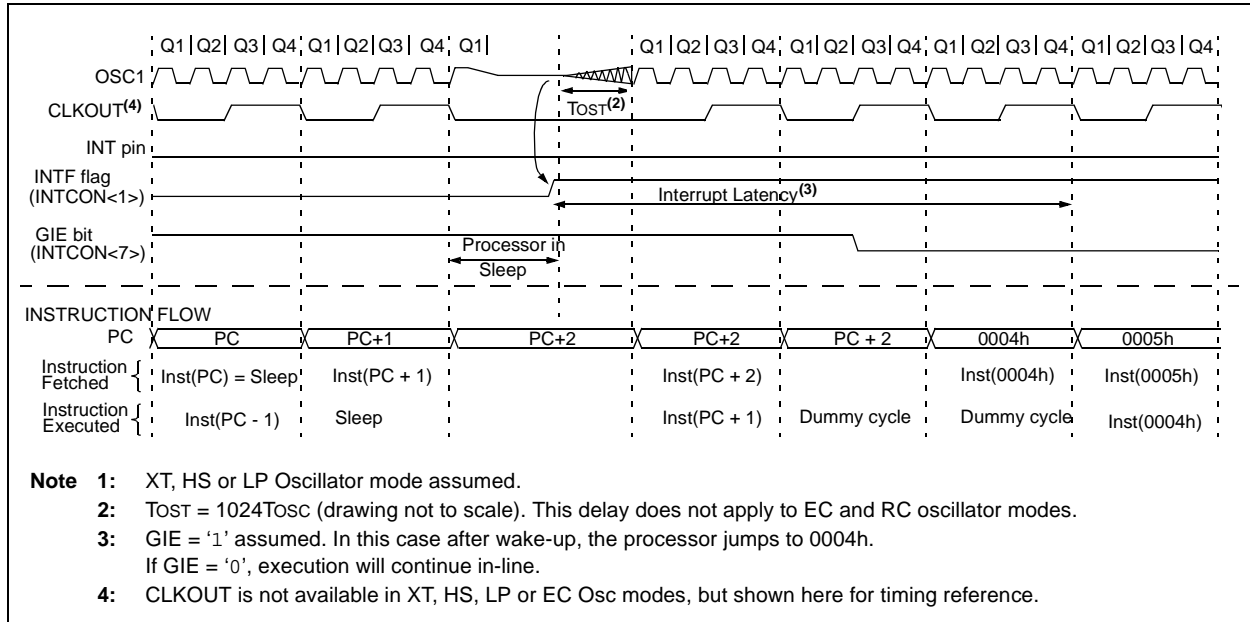 Q1 Q2 Q3 Q4 Q1 Q2 Q3 Q4 Q1 Q1 Q2 Q3 Q4 Q1 Q2 Q3 Q4 Q1 Q2 Q3 Q4 Q1 Q2 Q3 Q4
OSC1
CLKOUT(4)
TOST(2)
INT pin
INTF flag
(INTCON<1>)
Interrupt Latency(3)
GIE bit
(INTCON<7>)
Processor in
Sleep
INSTRUCTION FLOW
PC PC PC+1 PC+2 PC+2 PC + 2 0004h 0005h
Instruction
Fetched
Inst(PC) = Sleep Inst(PC + 1) Inst(PC + 2) Inst(0004h) Inst(0005h)
Instruction
Executed
Inst(PC - 1) Sleep Inst(PC + 1) Dummy cycle Dummy cycle Inst(0004h)
Note 1: XT, HS or LP Oscillator mode assumed.
2: TOST = 1024TOSC (drawing not to scale). This delay does not apply to EC and RC oscillator modes.
3: GIE = ‘1’ assumed. In this case after wake-up, the processor jumps to 0004h.
If GIE = ‘0’, execution will continue in-line.
4: CLKOUT is not available in XT, HS, LP or EC Osc modes, but shown here for timing reference.